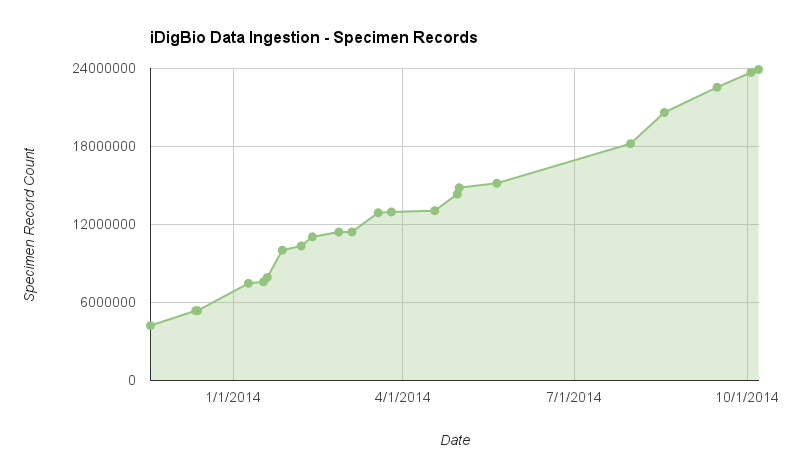 iDigBio Data Ingestion - Specimen Records
24000000
18000000
12000000
6000000
0
Specimen Record Count
1/1/2014 4/1/2014 7/1/2014 10/1/2014
Date